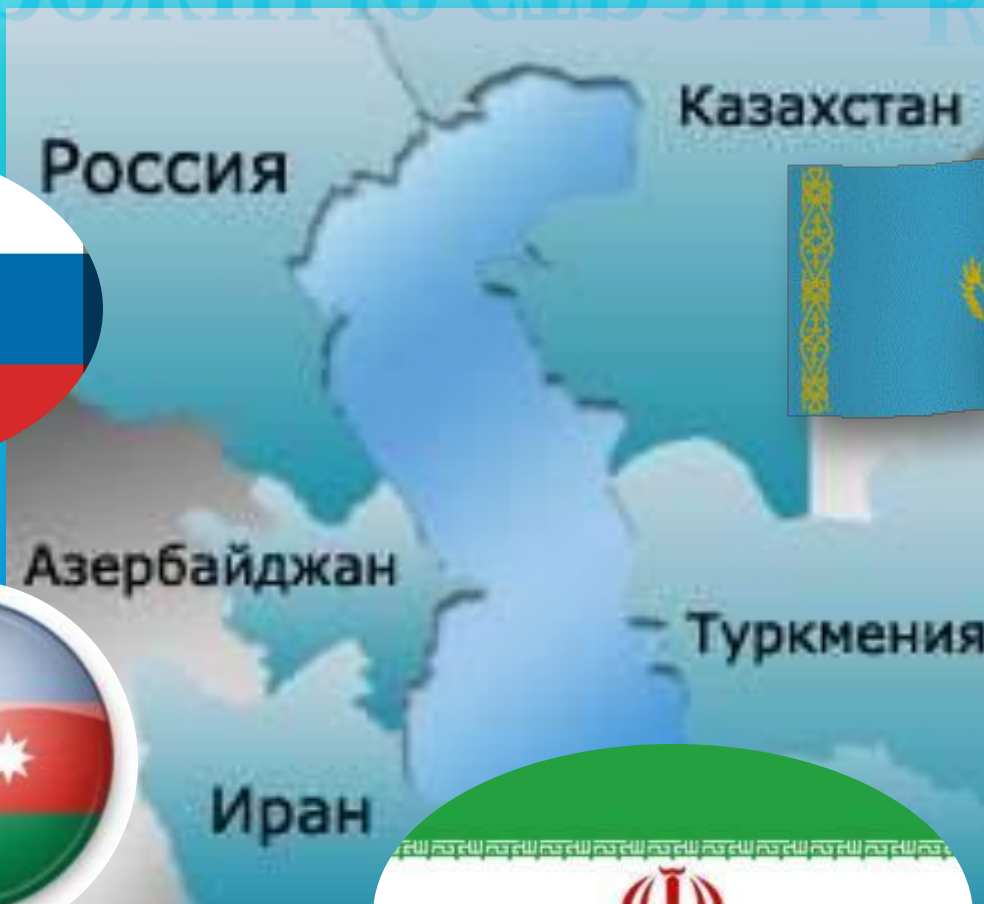 Казахстан
Россия
Азербайджан
Туркмения
Иран